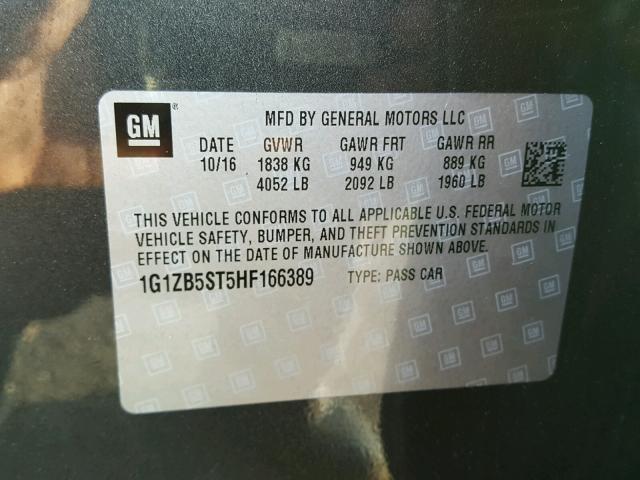 GM ®
MFD BY GENERAL MOTORS LLC
DATE GVWR GAWR FRT GAWR RR
10/16 1838 KG 949 KG 889 KG
4052 LB 2092 LB 1960 LB
THIS VEHICLE CONFORMS TO ALL APPLICABLE U.S. FEDERAL MOTOR
VEHICLE SAFETY, BUMPER, AND THEFT PREVENTION STANDARDS IN
EFFECT ON THE DATE OF MANUFACTURE SHOWN ABOVE.
1G1ZB5ST5HF166389 TYPE: PASS CAR